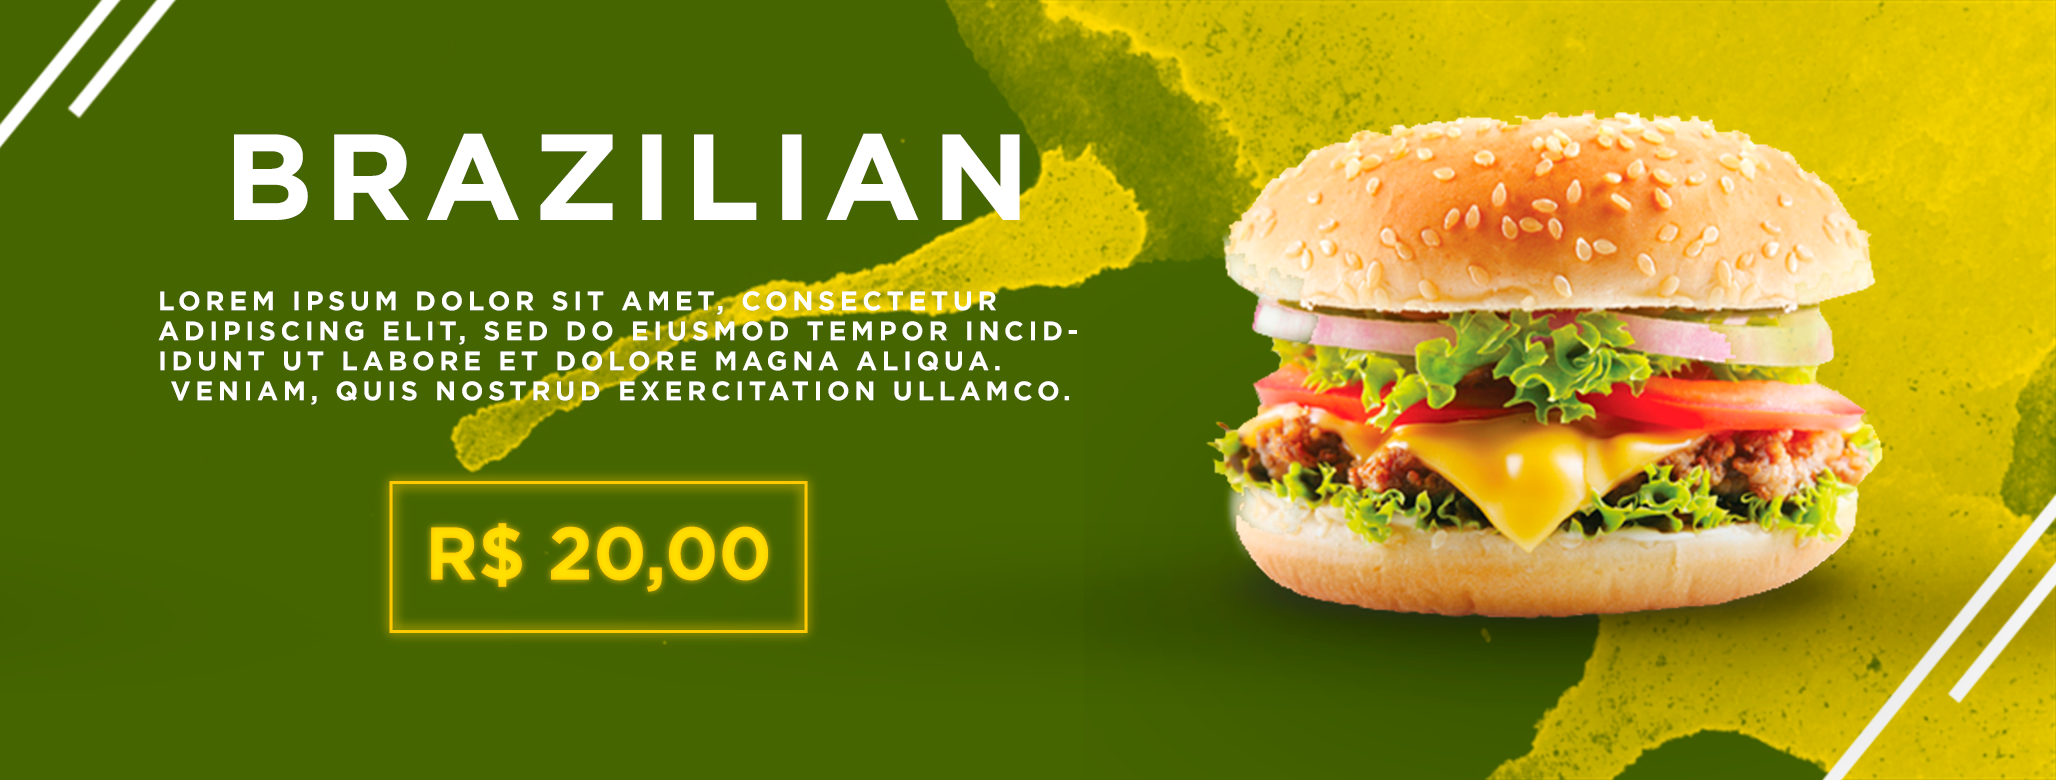 BRAZILIAN
LOREM IPSUM DOLOR SIT AMET, CONSECTETUR
ADIPISCING ELIT, SED DO EIUSMOD TEMPOR INCID-
IDUNT UT LABORE ET DOLORE MAGNA ALIQUA.
VENIAM, QUIS NOSTRUD EXERCITATION ULLAMCO.
R$ 20,00